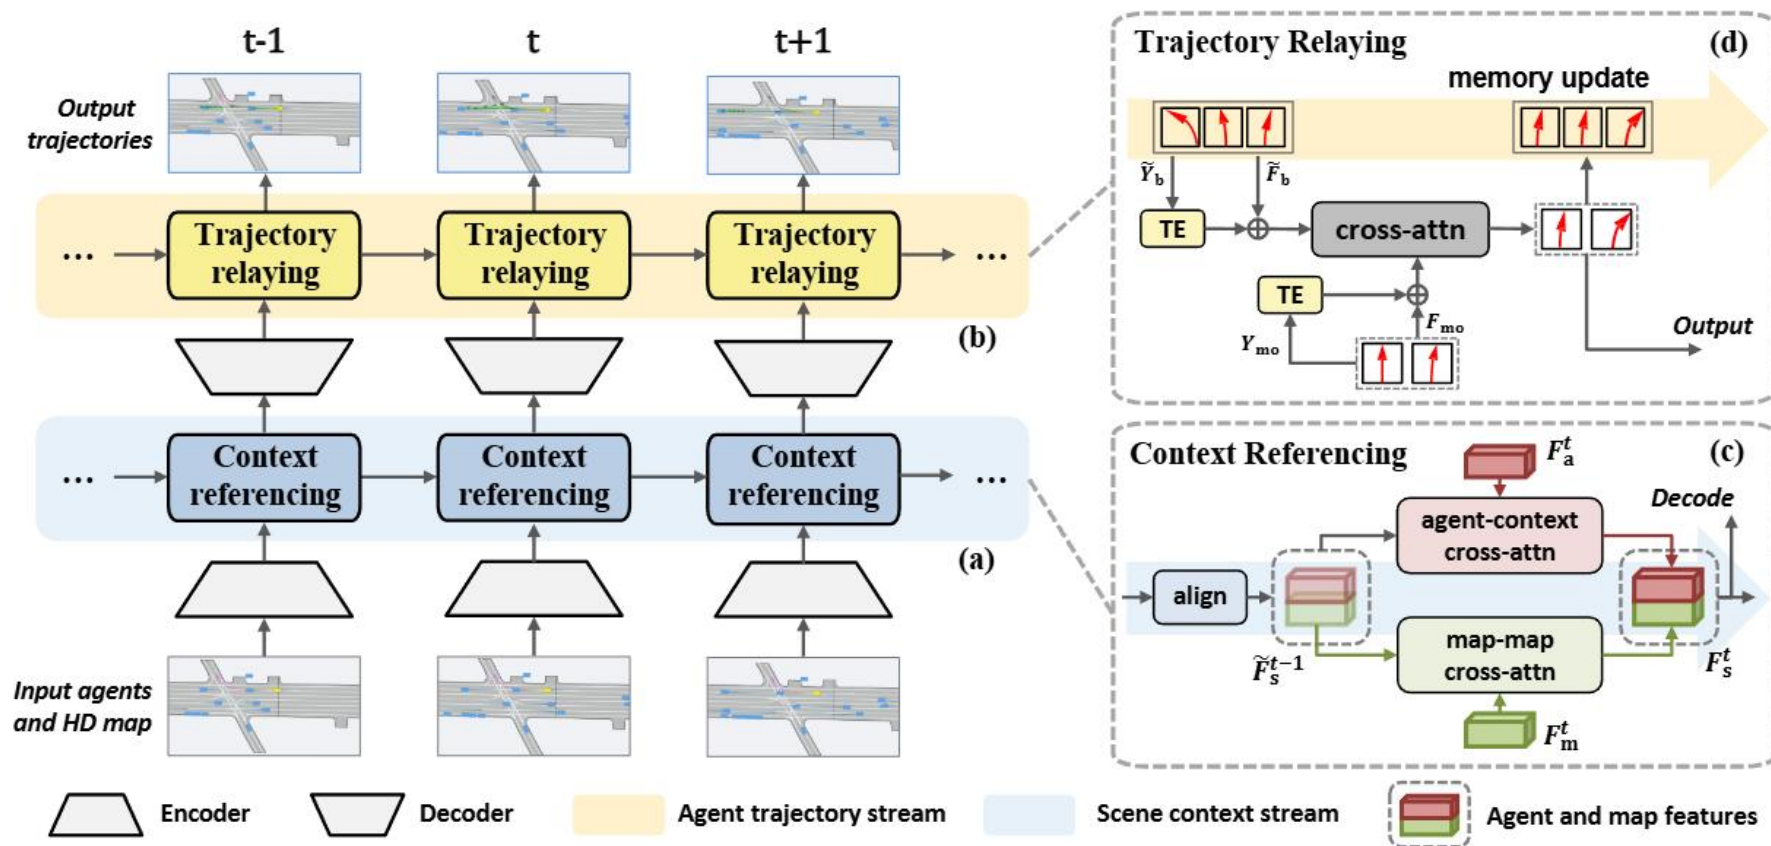 t-1
t
t+1
Output
trajectories
...
Trajectory
relaying
Trajectory
relaying
Trajectory
relaying
...
(b)
...
Context
referencing
Context
referencing
Context
referencing
...
(a)
Input agents
and HD map
Trajectory Relaying
(d)
memory update
Ỹb
F̃b
TE
cross-attn
TE
Fmo
Ymo
Output
Context Referencing
(c)
Fₐᵗ
Decode
agent-context
cross-attn
align
map-map
cross-attn
F̃ₛᵗ⁻¹
Fₛᵗ
Fₘᵗ
Encoder
Decoder
Agent trajectory stream
Scene context stream
Agent and map features